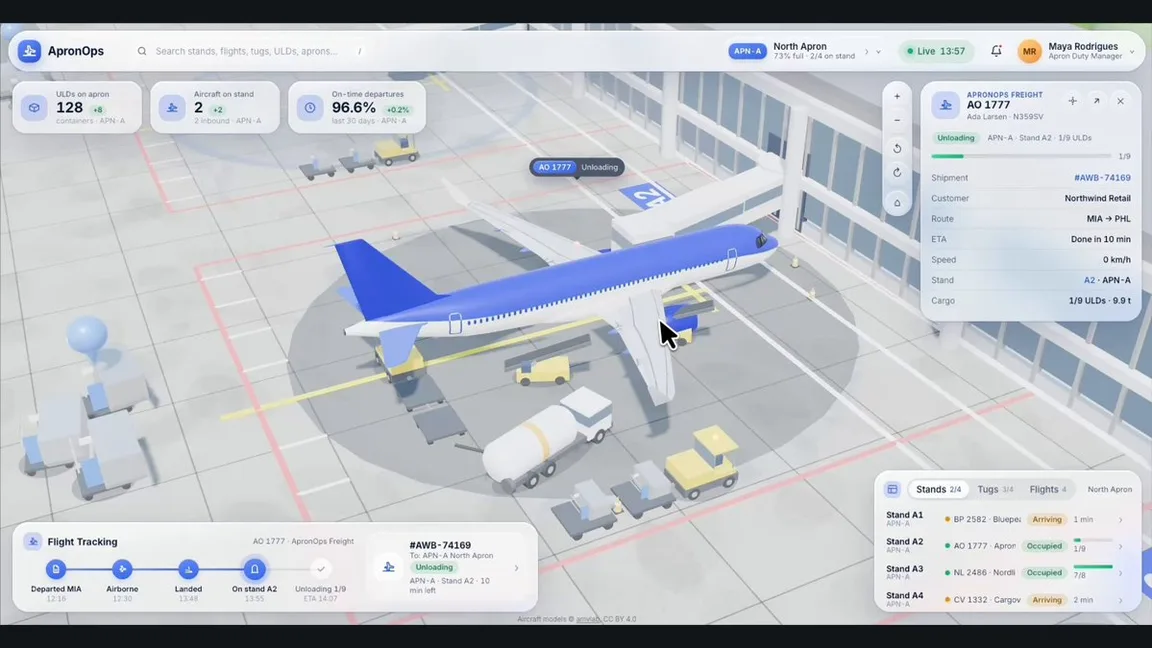 ApronOps
Search stands, flights, tugs, ULDs, aprons...
/
APN-A
North Apron
73% full · 2/4 on stand
Live 13:57
MR
Maya Rodrigues
Apron Duty Manager
ULDs on apron
128 +8
containers · APN-A
Aircraft on stand
2 +2
2 inbound · APN-A
On-time departures
96.6% +0.2%
last 30 days · APN-A
AO 1777 Unloading
A2
APRONOPS FREIGHT
AO 1777
Ada Larsen · N359SV
Unloading APN-A · Stand A2 · 1/9 ULDs
1/9
Shipment #AWB-74169
Customer Northwind Retail
Route MIA → PHL
ETA Done in 10 min
Speed 0 km/h
Stand A2 · APN-A
Cargo 1/9 ULDs · 9.9 t
Flight Tracking
AO 1777 · ApronOps Freight
Departed MIA
12:16
Airborne
12:30
Landed
13:48
On stand A2
13:55
Unloading 1/9
ETA 14:07
#AWB-74169
To: APN-A North Apron
Unloading
APN-A · Stand A2 · 10
min left
Stands 2/4
Tugs 3/4
Flights 4
North Apron
Stand A1
APN-A
BP 2582 · Bluepea
Arriving
1 min
Stand A2
APN-A
AO 1777 · Apron
Occupied
1/9
Stand A3
APN-A
NL 2486 · Nordli
Occupied
7/8
Stand A4
APN-A
CV 1332 · Cargov
Arriving
2 min
Aircraft models © amvlab, CC BY 4.0